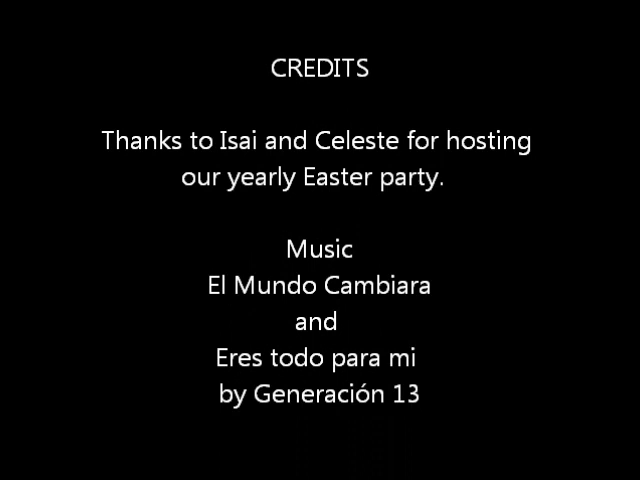 CREDITS
Thanks to Isai and Celeste for hosting
our yearly Easter party.
Music
El Mundo Cambiara
and
Eres todo para mi
by Generación 13